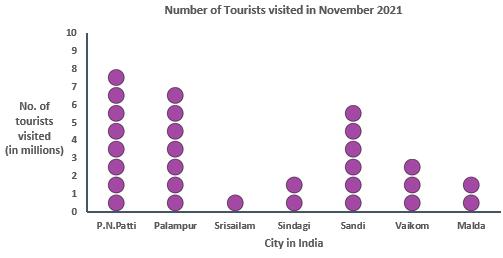 Number of Tourists visited in November 2021
10
9
8
7
6
5
4
3
2
1
0
No. of
tourists
visited
(in millions)
P.N.Patti Palampur Srisailam Sindagi Sandi Vaikom Malda
City in India